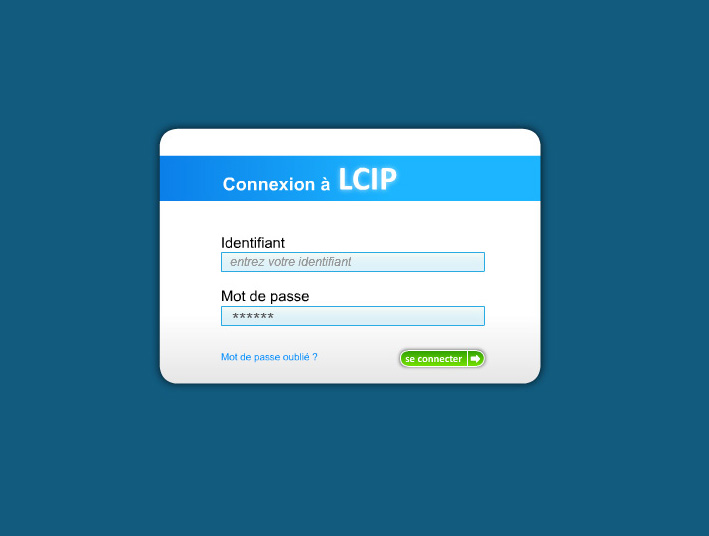 Connexion à LCIP
Identifiant
entrez votre identifiant
Mot de passe
******
Mot de passe oublié ?
se connecter